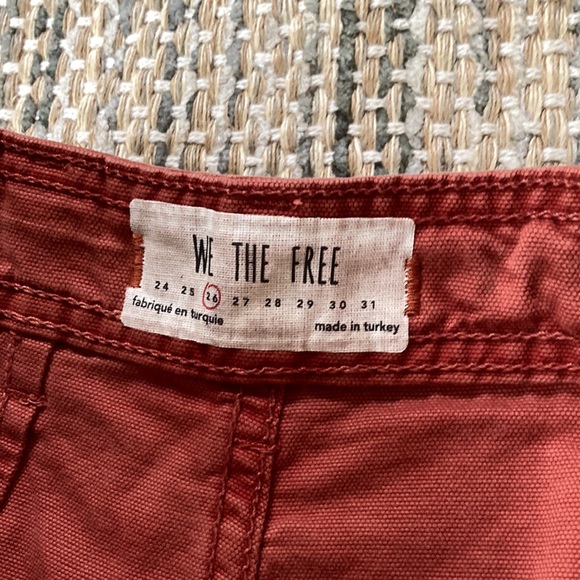 WE THE FREE
24 25 26 27 28 29 30 31
fabriqué en turquie
made in turkey